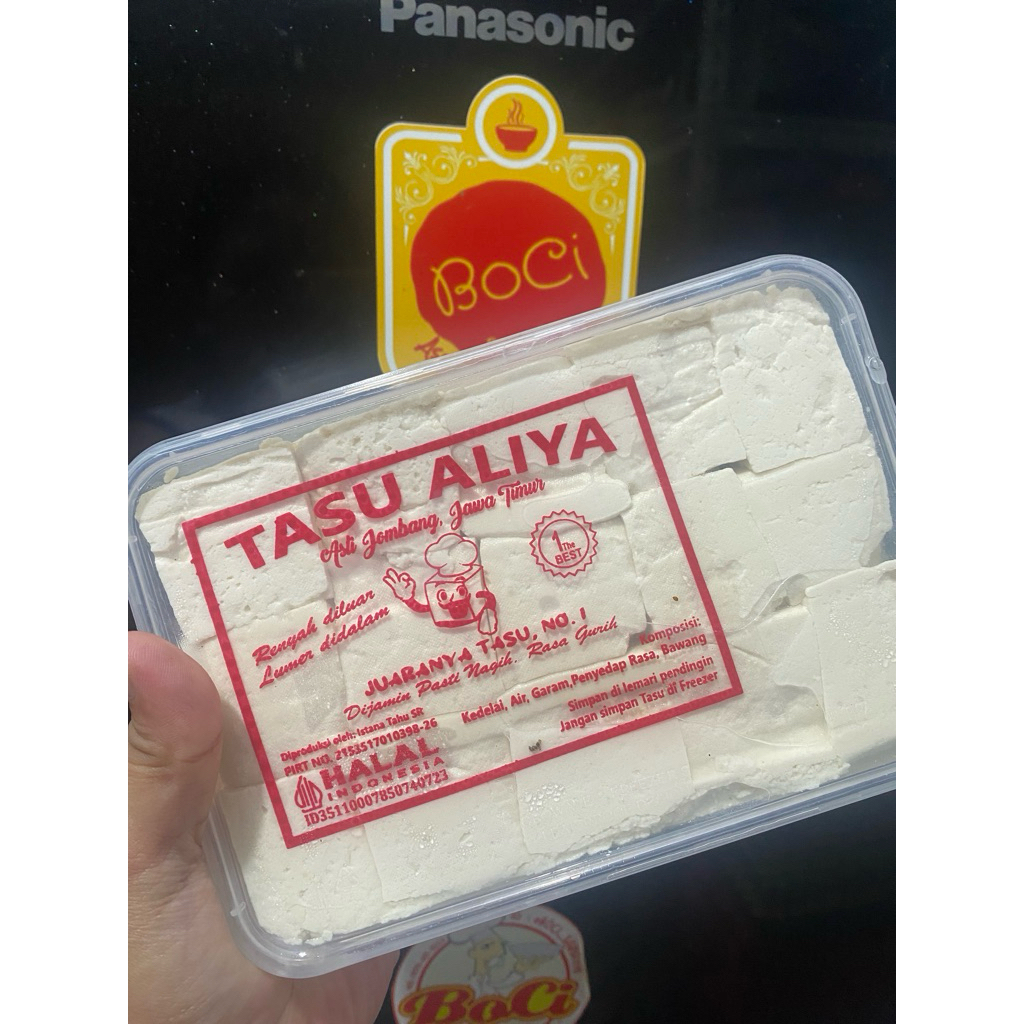 Panasonic
BoCi
TASU ALIYA
Asli Jombang, Jawa Timur
1 The
BEST
Renyah diluar
Lumer didalam
JUARANYA TASU, NO. 1
Dijamin Pasti Nagih, Rasa Gurih
Komposisi:
Kedelai, Air, Garam,Penyedap Rasa, Bawang
Simpan di lemari pendingin
Jangan simpan Tasu di Freezer
Diproduksi oleh: Istana Tahu SR
PIRT NO. 2153517010398-26
HALAL
INDONESIA
ID35110007850740723
BoCi